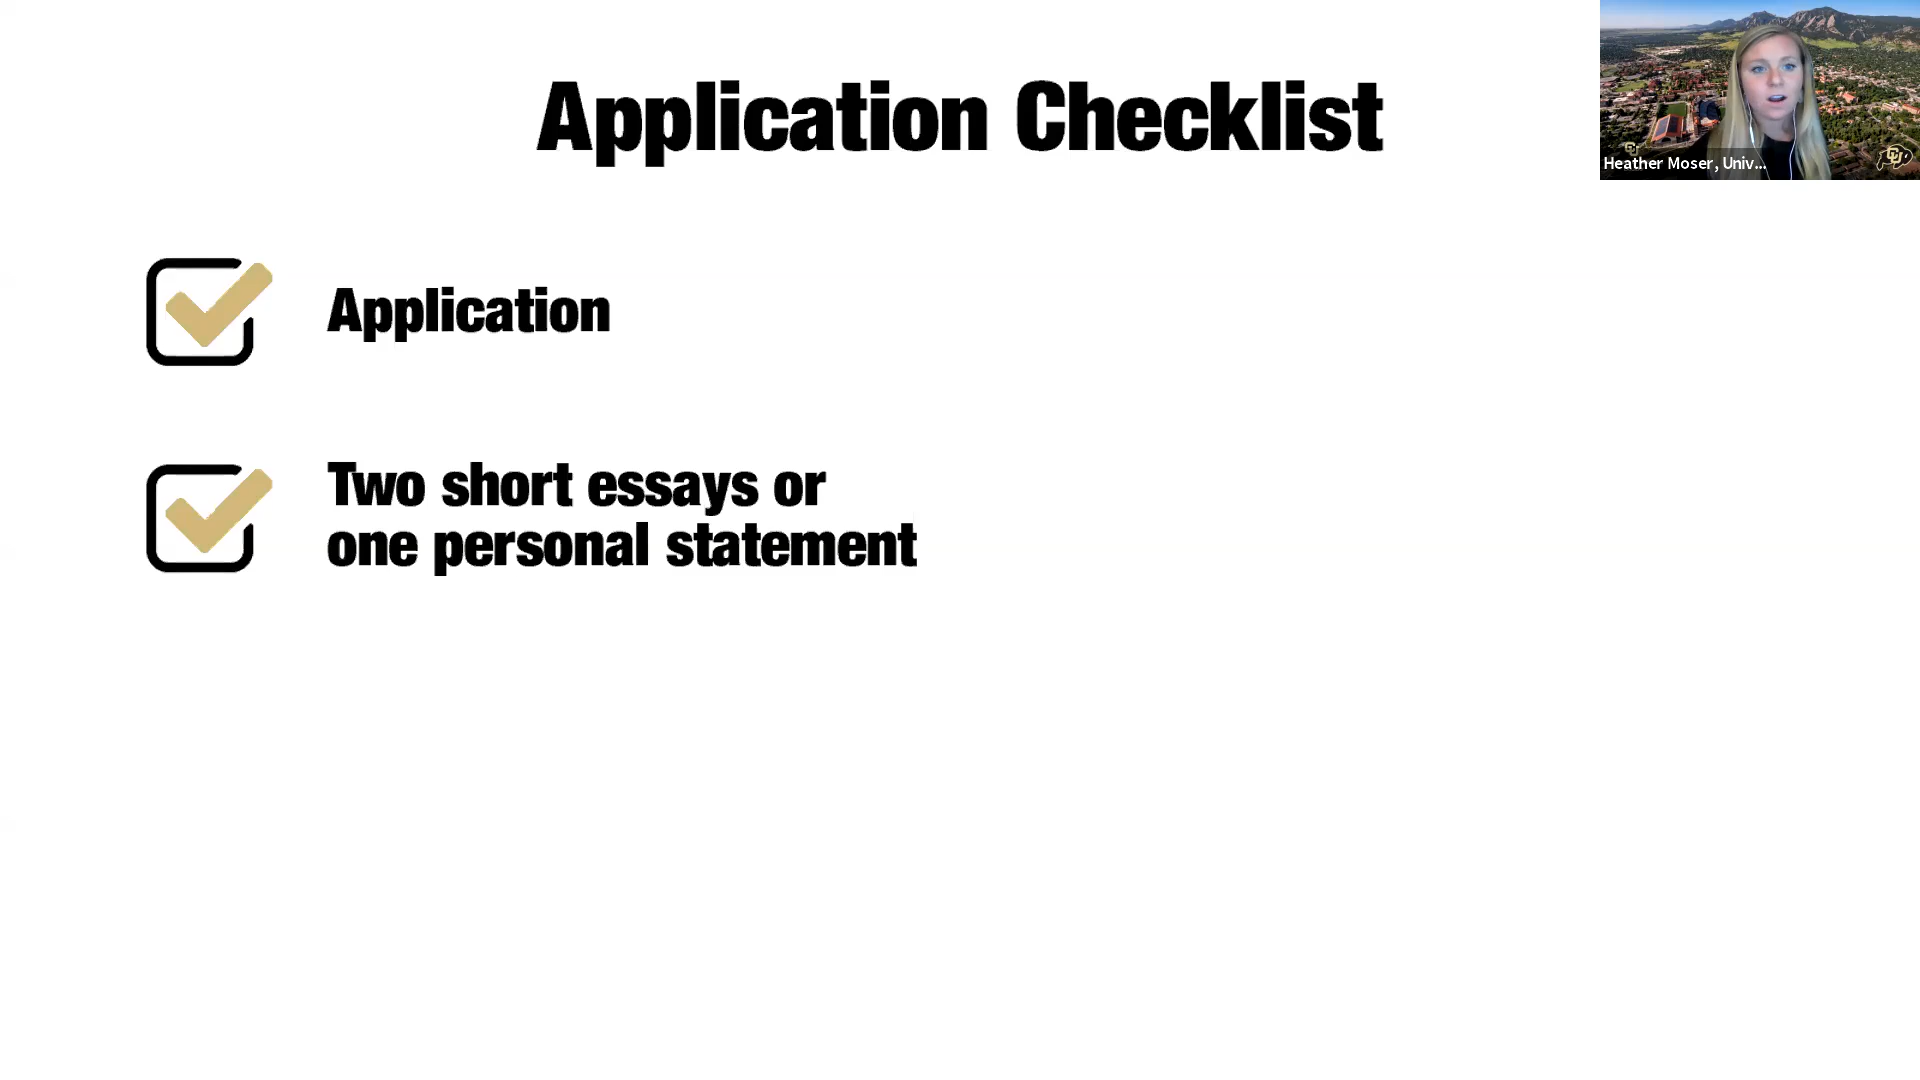 Application Checklist
Heather Moser, Univ...
Application
Two short essays or
one personal statement